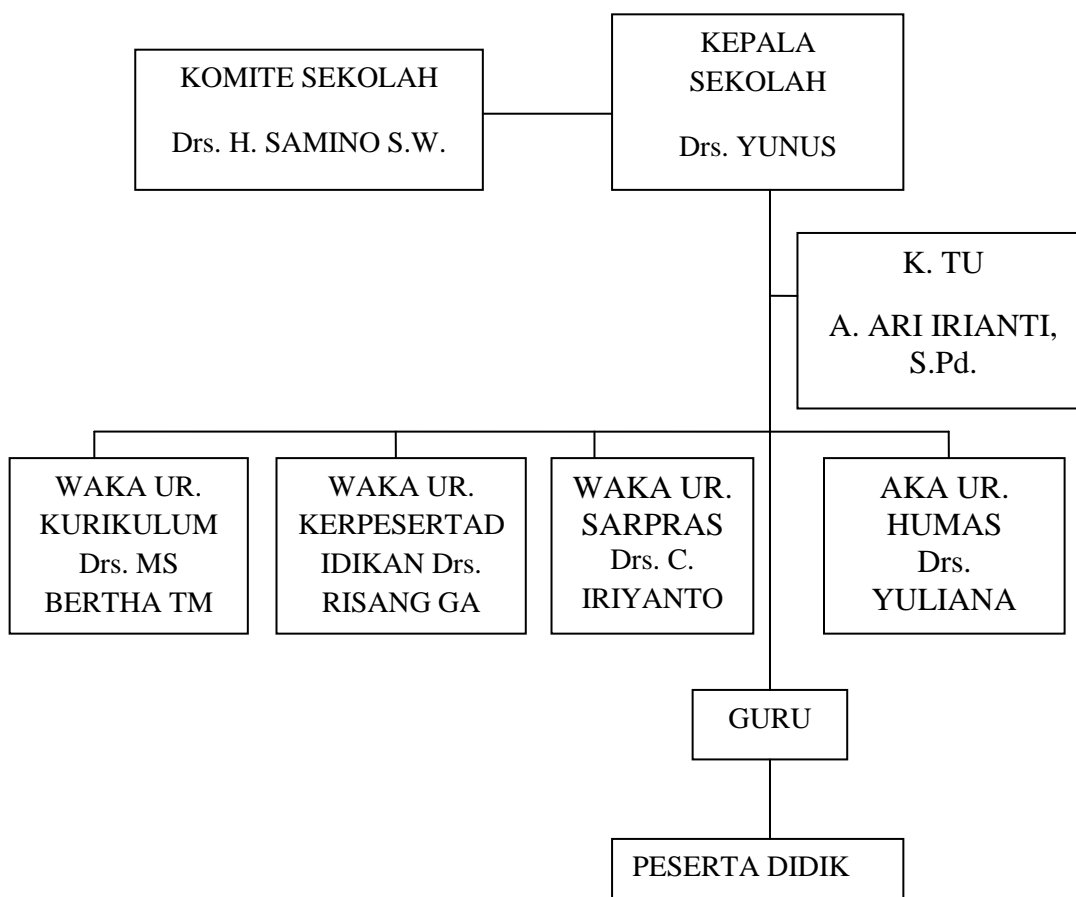 KOMITE SEKOLAH
Drs. H. SAMINO S.W.
KEPALA
SEKOLAH
Drs. YUNUS
K. TU
A. ARI IRIANTI,
S.Pd.
WAKA UR.
KURIKULUM
Drs. MS
BERTHA TM
WAKA UR.
KERPESERTAD
IDIKAN Drs.
RISANG GA
WAKA UR.
SARPRAS
Drs. C.
IRIYANTO
AKA UR.
HUMAS
Drs.
YULIANA
GURU
PESERTA DIDIK